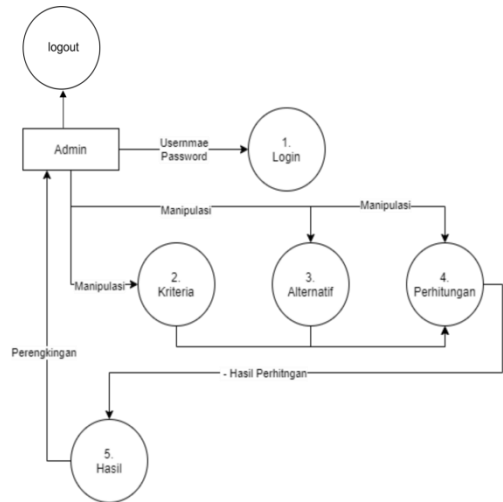 logout
Admin
Usernmae
Password
1.
Login
Manipulasi
Manipulasi
Manipulasi
2.
Kriteria
3.
Alternatif
4.
Perhitungan
Perengkingan
- Hasil Perhitngan
5.
Hasil